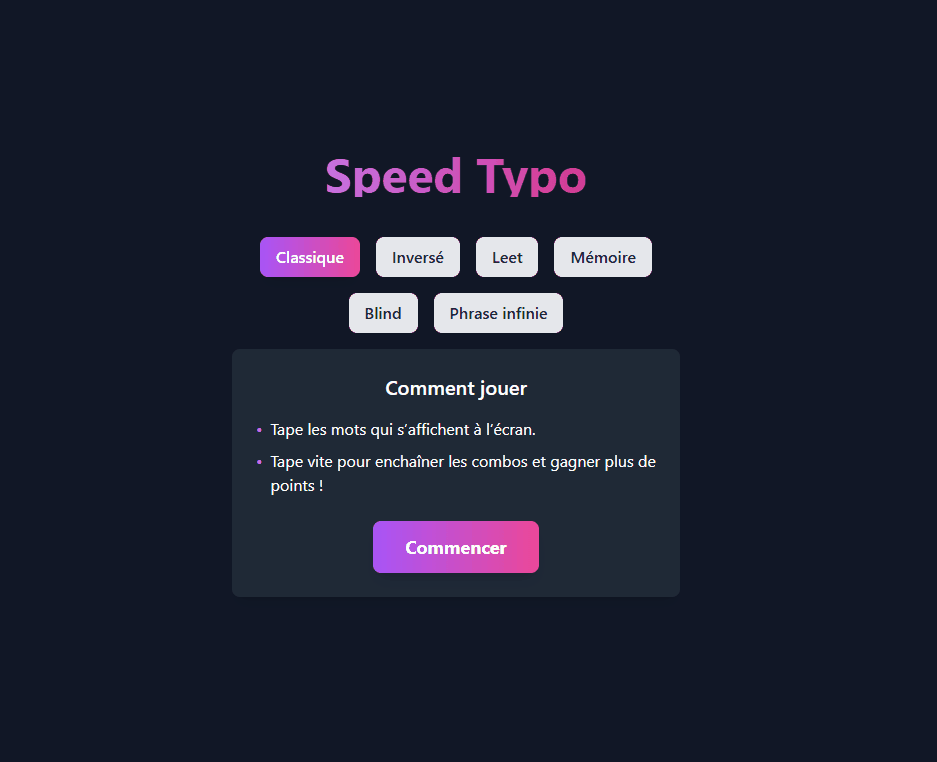 Speed Typo
Classique Inversé Leet Mémoire
Blind Phrase infinie
Comment jouer
• Tape les mots qui s’affichent à l’écran.
• Tape vite pour enchaîner les combos et gagner plus de
points !
Commencer